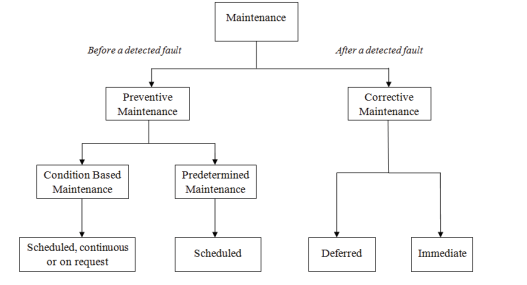 Maintenance
Before a detected fault
After a detected fault
Preventive
Maintenance
Corrective
Maintenance
Condition Based
Maintenance
Predetermined
Maintenance
Scheduled, continuous
or on request
Scheduled
Deferred
Immediate